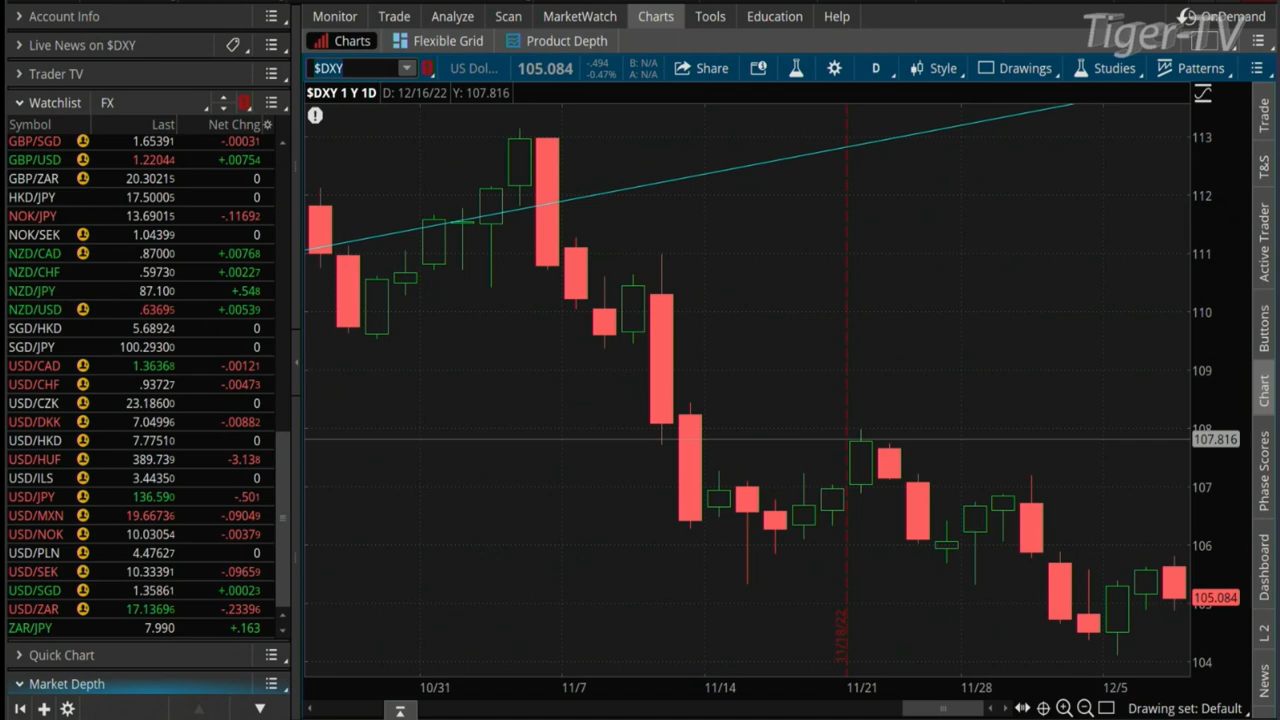 Account Info
Live News on $DXY
Trader TV
Watchlist FX
Symbol Last Net Chng
GBP/SGD 1.65391 -.00031
GBP/USD 1.22044 +.00754
GBP/ZAR 20.30215 0
HKD/JPY 17.50005 0
NOK/JPY 13.69015 -.11692
NOK/SEK 1.04399 0
NZD/CAD .87000 +.00768
NZD/CHF .59730 +.00227
NZD/JPY 87.100 +.548
NZD/USD .63695 +.00539
SGD/HKD 5.68924 0
SGD/JPY 100.29300 0
USD/CAD 1.36368 -.00121
USD/CHF .93727 -.00473
USD/CZK 23.18600 0
USD/DKK 7.04996 -.00882
USD/HKD 7.77510 0
USD/HUF 389.739 -3.138
USD/ILS 3.44350 0
USD/JPY 136.590 -.501
USD/MXN 19.66736 -.09049
USD/NOK 10.03054 -.00379
USD/PLN 4.47627 0
USD/SEK 10.33391 -.09659
USD/SGD 1.35861 +.00023
USD/ZAR 17.13696 -.23396
ZAR/JPY 7.990 +.163
Quick Chart
Market Depth
Monitor Trade Analyze Scan MarketWatch Charts Tools Education Help
OnDemand
Tiger-TV
Charts Flexible Grid Product Depth
$DXY US Dol... 105.084 -.494 -0.47% B: N/A A: N/A Share D Style Drawings Studies Patterns
$DXY 1 Y 1D D: 12/16/22 Y: 107.816
113
112
111
110
109
108
107.816
107
106
105.084
104
11/18/22
10/31 11/7 11/14 11/21 11/28 12/5
Drawing set: Default
Trade
T&S
Active Trader
Buttons
Chart
Phase Scores
Dashboard
L 2
News